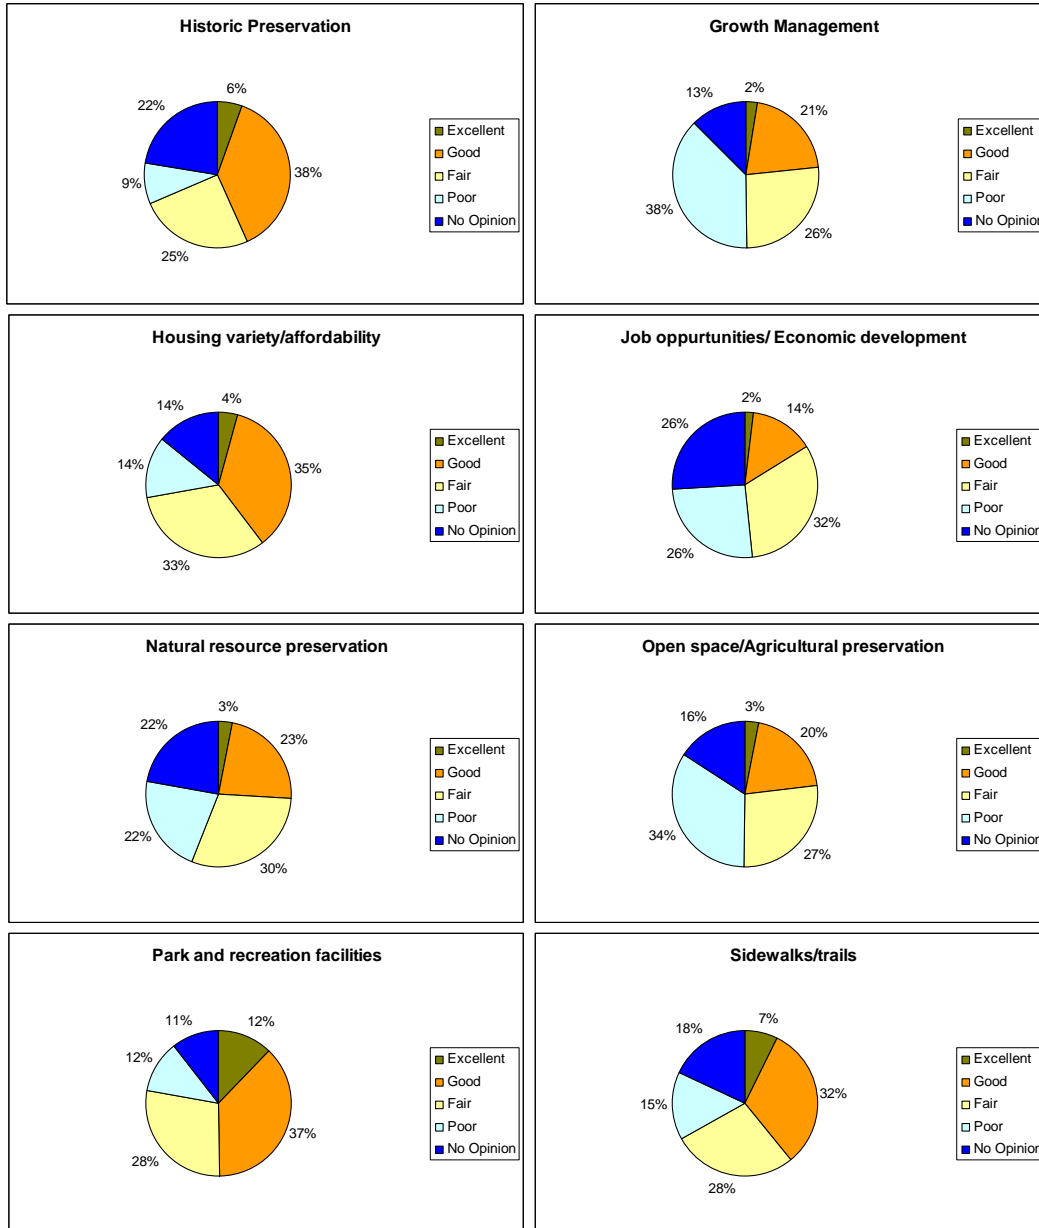 Historic Preservation
6%
38%
25%
9%
22%
Excellent
Good
Fair
Poor
No Opinion
Growth Management
2%
21%
26%
38%
13%
Excellent
Good
Fair
Poor
No Opinion
Housing variety/affordability
4%
35%
33%
14%
14%
Excellent
Good
Fair
Poor
No Opinion
Job oppurtunities/ Economic development
2%
14%
32%
26%
26%
Excellent
Good
Fair
Poor
No Opinion
Natural resource preservation
3%
23%
30%
22%
22%
Excellent
Good
Fair
Poor
No Opinion
Open space/Agricultural preservation
3%
20%
27%
34%
16%
Excellent
Good
Fair
Poor
No Opinion
Park and recreation facilities
12%
37%
28%
12%
11%
Excellent
Good
Fair
Poor
No Opinion
Sidewalks/trails
7%
32%
28%
15%
18%
Excellent
Good
Fair
Poor
No Opinion